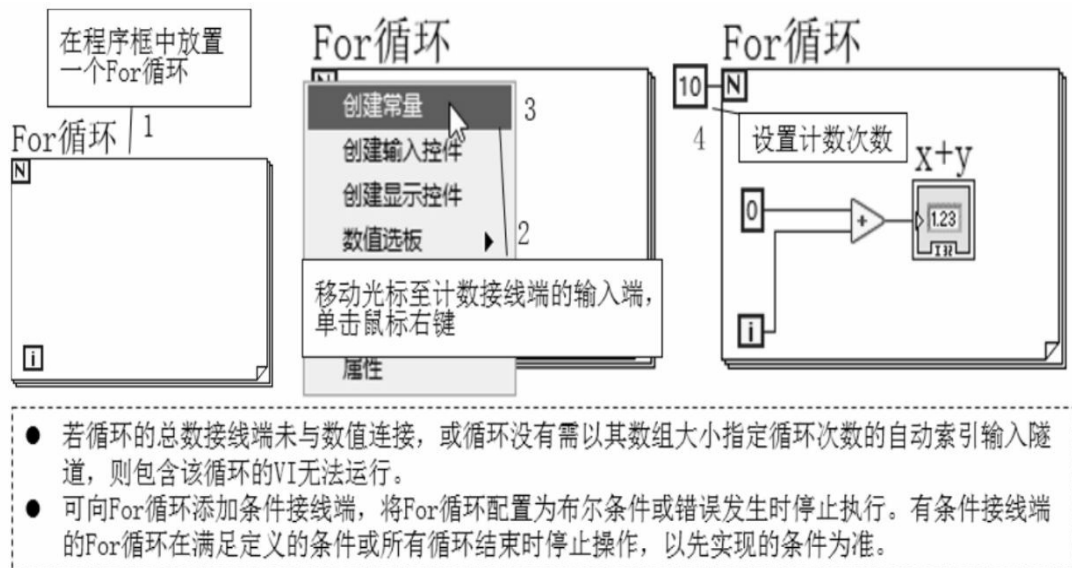 在程序框中放置
一个For循环
1
For循环
N
i
For循环
N
创建常量
3
创建输入控件
创建显示控件
数值选板
2
移动光标至计数接线端的输入端，
单击鼠标右键
属性
For循环
10
N
4
设置计数次数
x+y
0
+
1.23
i
● 若循环的总数接线端未与数值连接，或循环没有需以其数组大小指定循环次数的自动索引输入隧
道，则包含该循环的VI无法运行。
● 可向For循环添加条件接线端，将For循环配置为布尔条件或错误发生时停止执行。有条件接线端
的For循环在满足定义的条件或所有循环结束时停止操作，以先实现的条件为准。